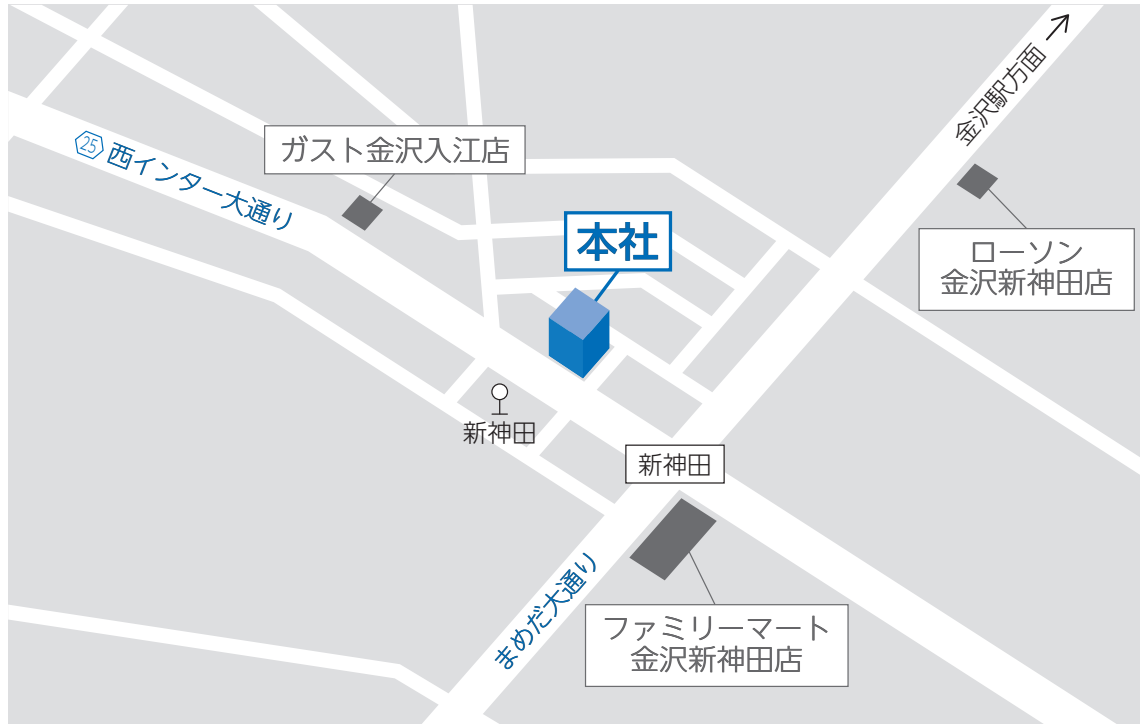 金沢駅方面
25
西インター大通り
ガスト金沢入江店
本社
ローソン
金沢新神田店
新神田
新神田
まめだ大通り
ファミリーマート
金沢新神田店